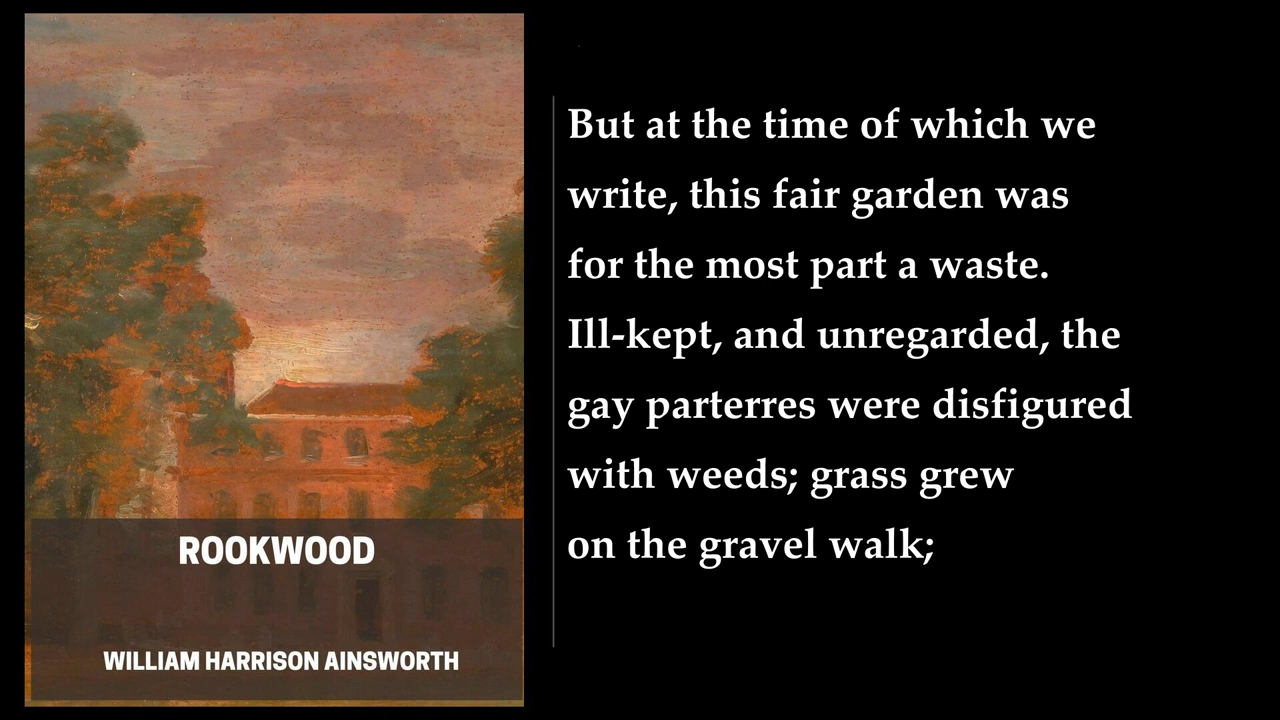 ROOKWOOD
WILLIAM HARRISON AINSWORTH
But at the time of which we
write, this fair garden was
for the most part a waste.
Ill-kept, and unregarded, the
gay parterres were disfigured
with weeds; grass grew
on the gravel walk;